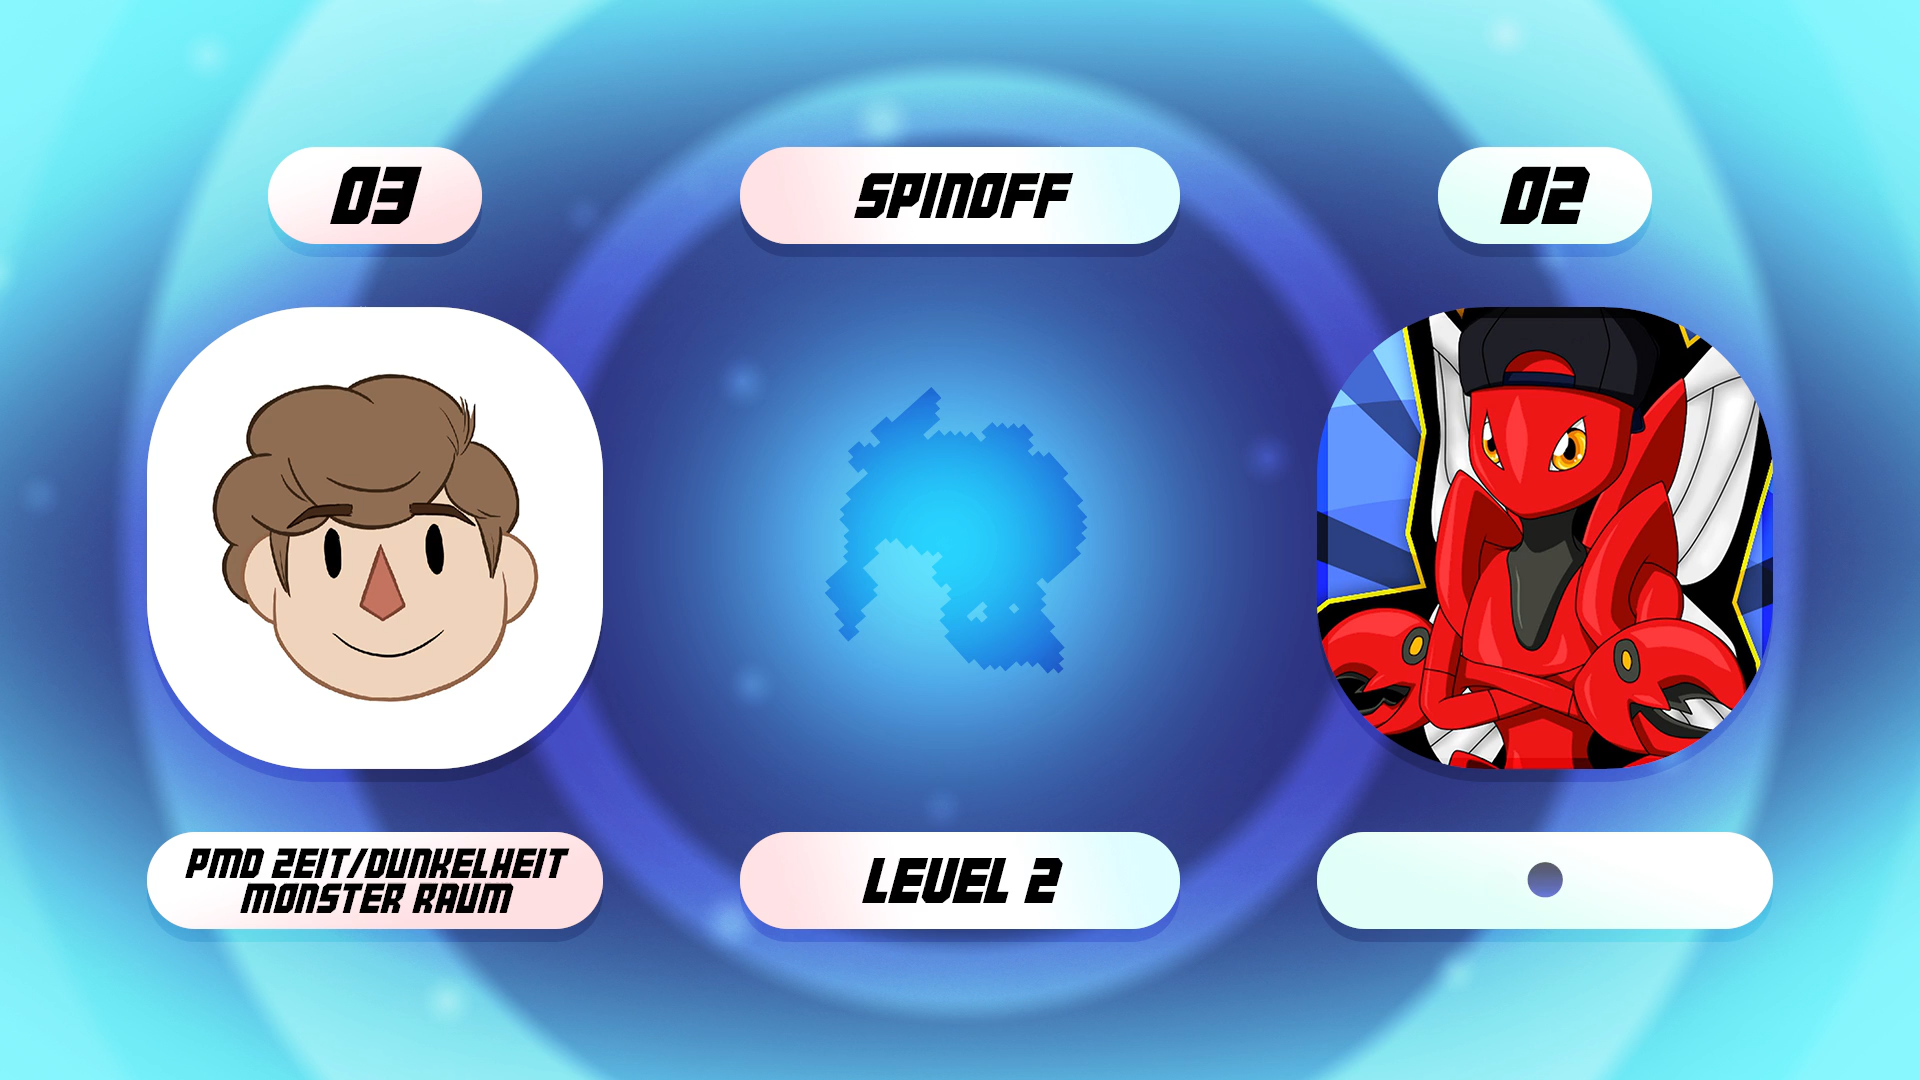 03
SPINOFF
02
PMD ZEIT/DUNKELHEIT
MONSTER RAUM
LEVEL 2